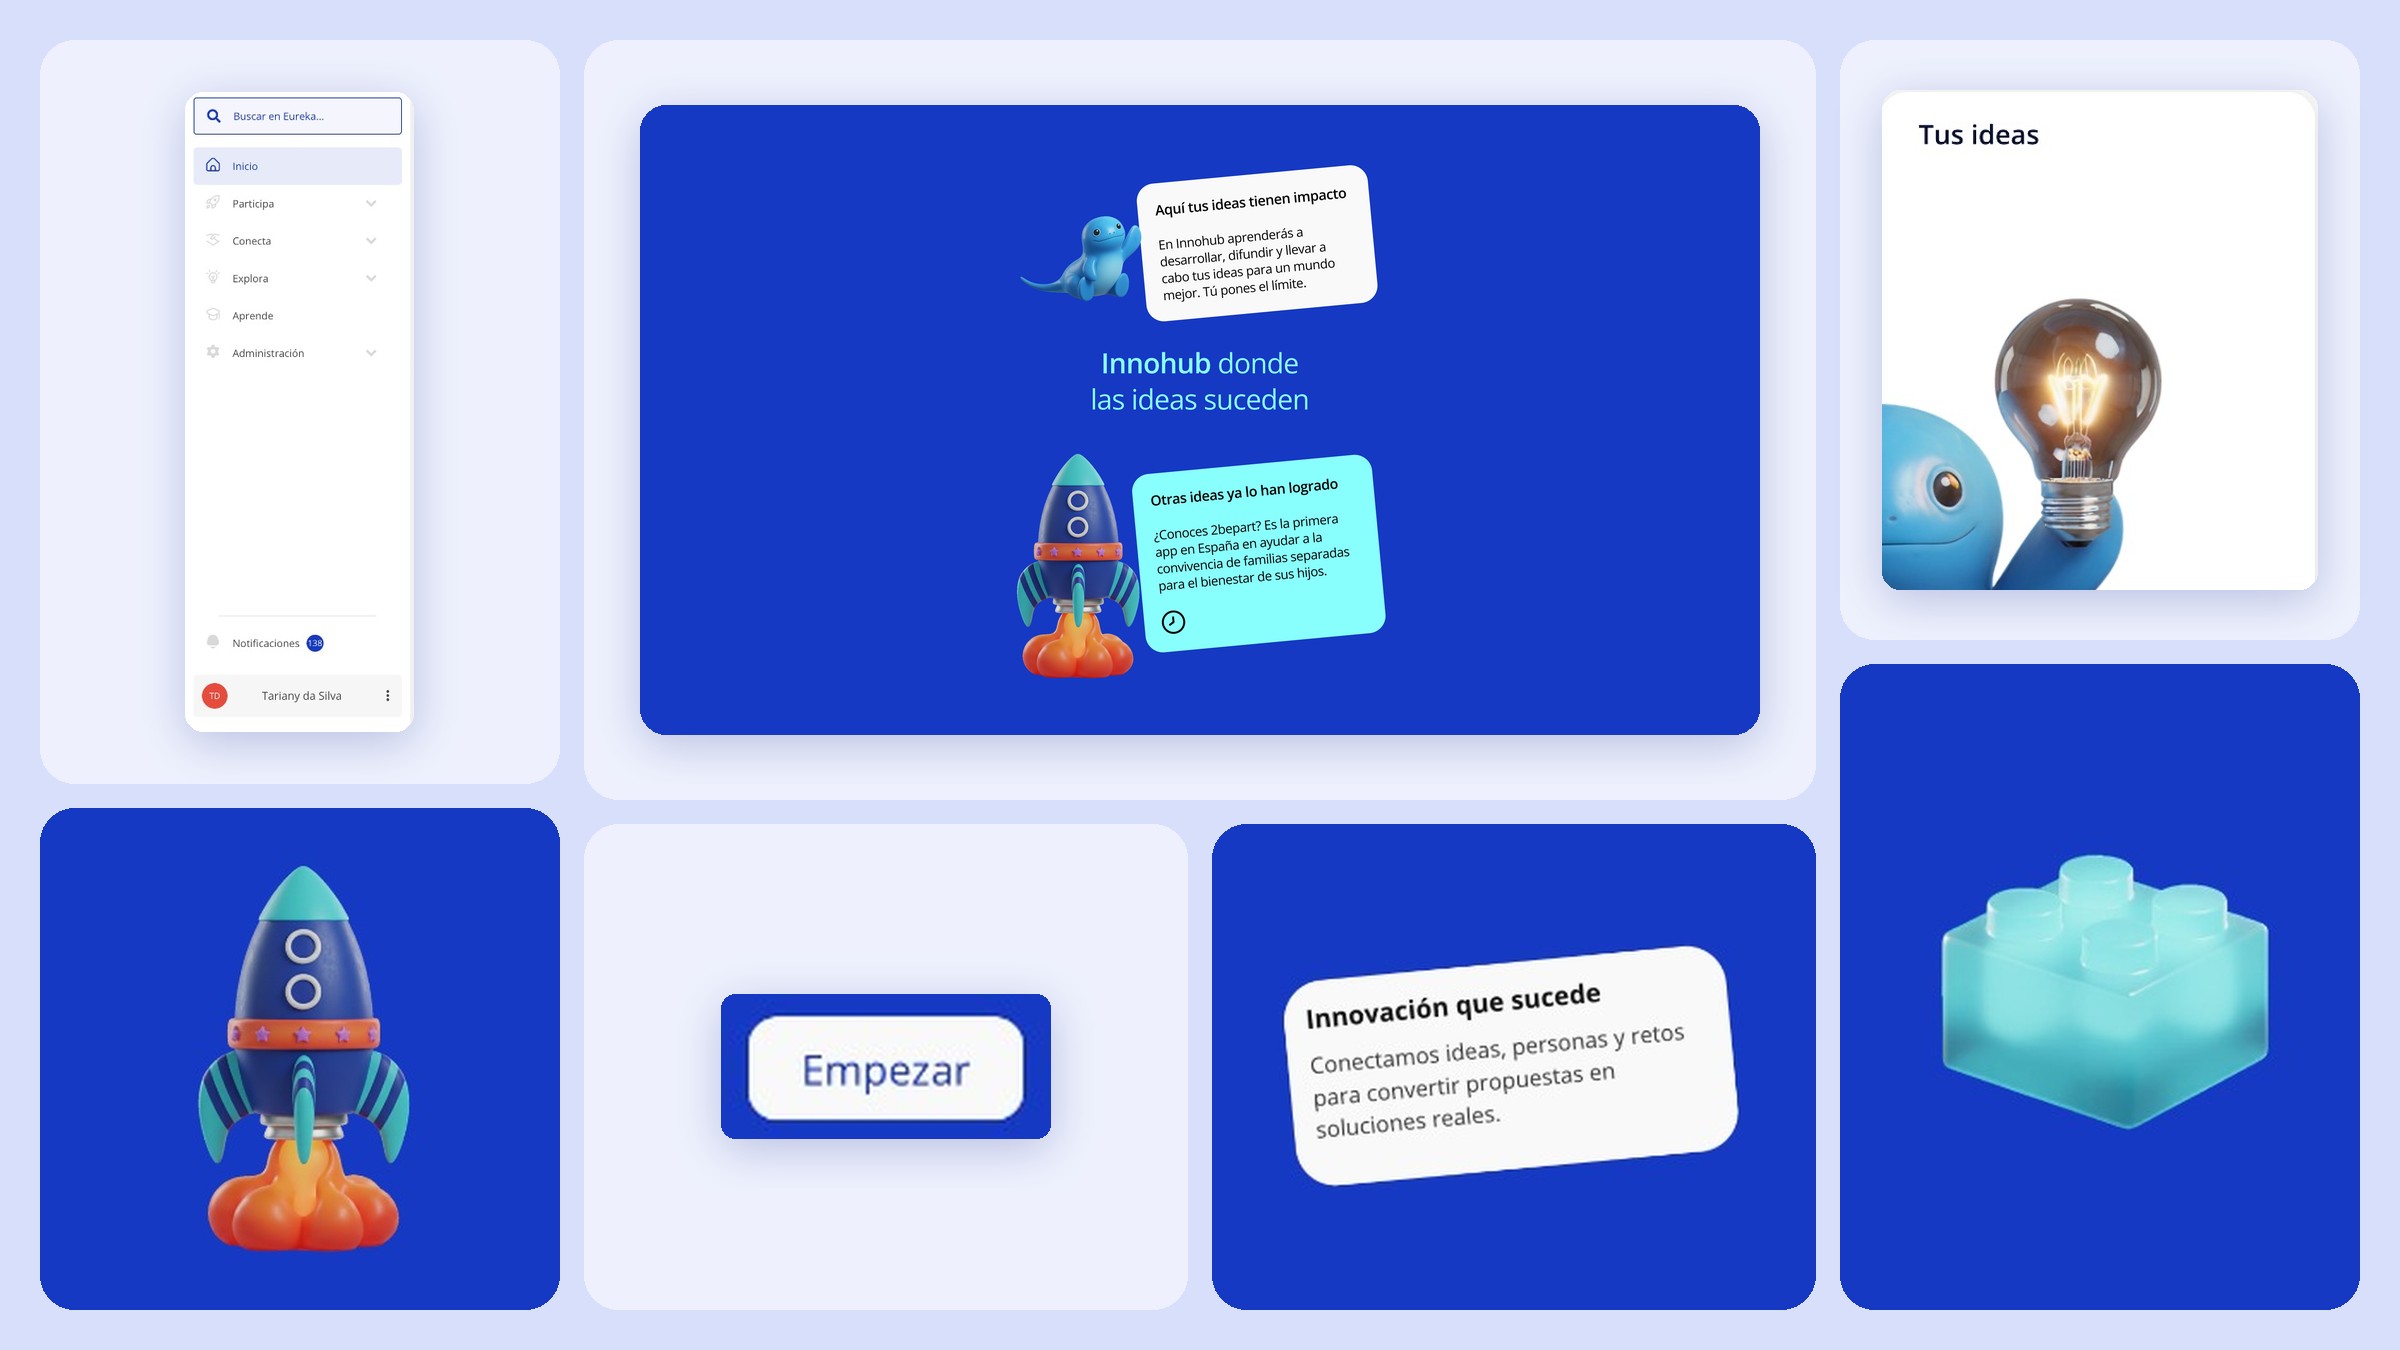 Buscar en Eureka...
Inicio
Participa
Conecta
Explora
Aprende
Administración
Notificaciones 138
TD Tariany da Silva
Aquí tus ideas tienen impacto
En Innohub aprenderás a
desarrollar, difundir y llevar a
cabo tus ideas para un mundo
mejor. Tú pones el límite.
Innohub donde
las ideas suceden
Otras ideas ya lo han logrado
¿Conoces 2bepart? Es la primera
app en España en ayudar a la
convivencia de familias separadas
para el bienestar de sus hijos.
Tus ideas
Empezar
Innovación que sucede
Conectamos ideas, personas y retos
para convertir propuestas en
soluciones reales.